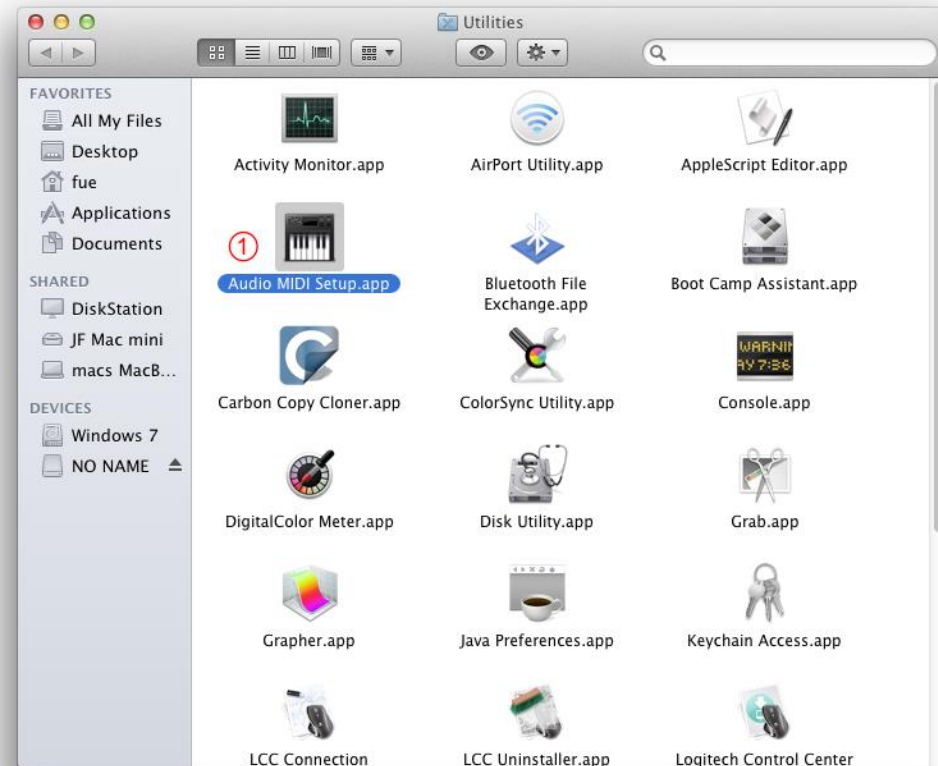 Utilities
FAVORITES
All My Files
Desktop
fue
Applications
Documents
SHARED
DiskStation
JF Mac mini
macs MacB...
DEVICES
Windows 7
NO NAME
Activity Monitor.app
AirPort Utility.app
AppleScript Editor.app
1
Audio MIDI Setup.app
Bluetooth File
Exchange.app
Boot Camp Assistant.app
Carbon Copy Cloner.app
ColorSync Utility.app
WARNIN
AY 7:36
Console.app
DigitalColor Meter.app
Disk Utility.app
Grab.app
Grapher.app
Java Preferences.app
Keychain Access.app
LCC Connection
LCC Uninstaller.app
Logitech Control Center